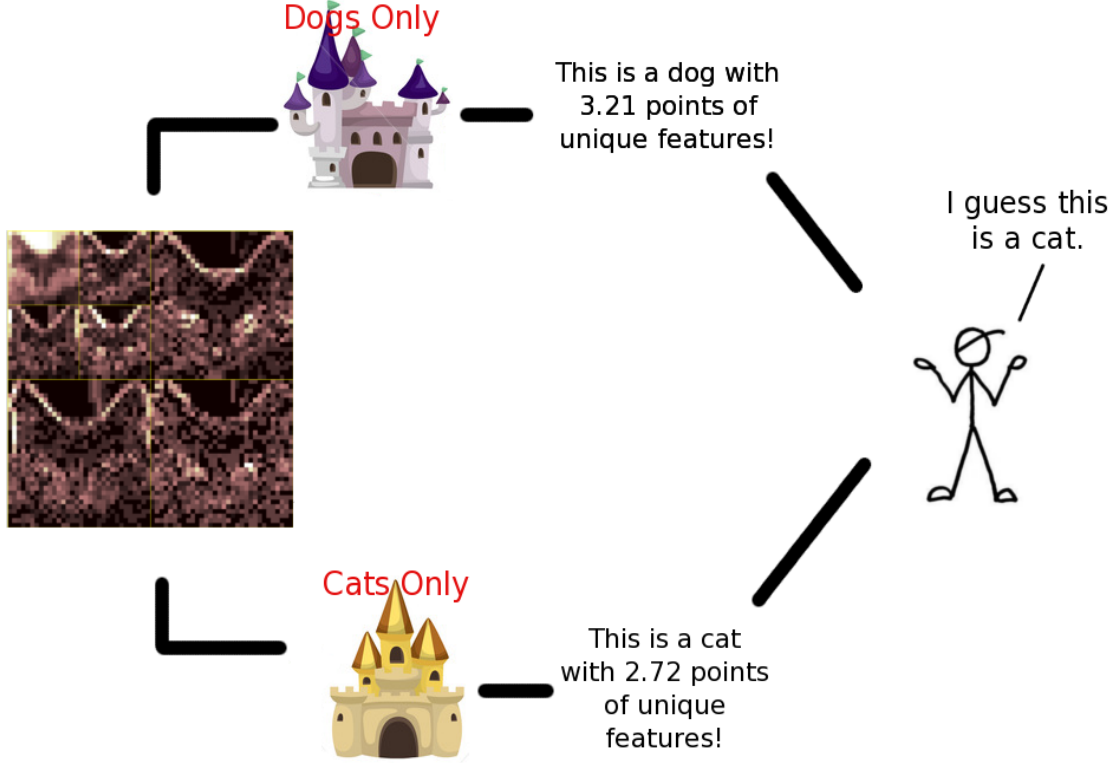 Dogs Only
This is a dog with
3.21 points of
unique features!
I guess this
is a cat.
Cats Only
This is a cat
with 2.72 points
of unique
features!